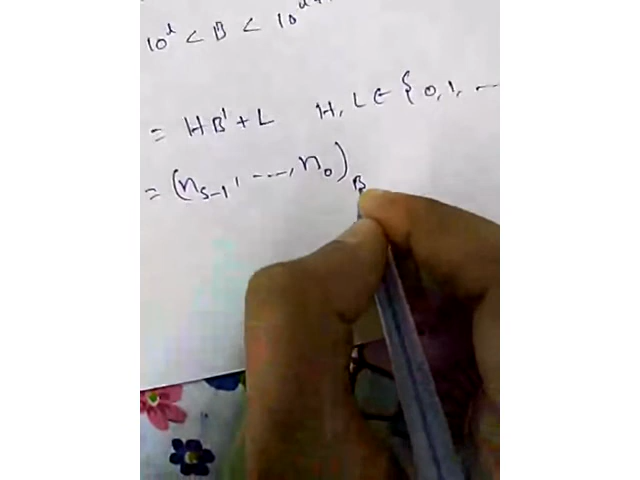 10^d < B < 10^d+
= HB' + L   H, L ∈ {0, 1, ...
= (n_{s-1}, ..., n_0)_B